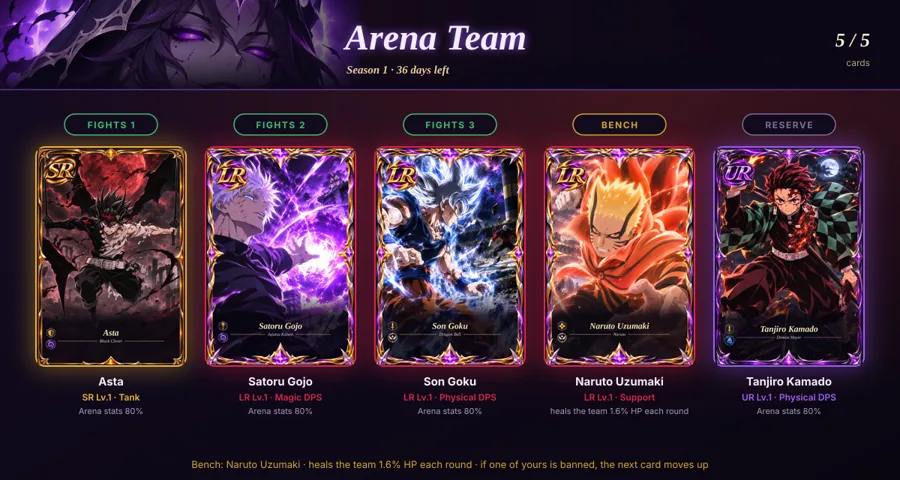 Arena Team
Season 1 · 36 days left
5 / 5
cards
FIGHTS 1
FIGHTS 2
FIGHTS 3
BENCH
RESERVE
SR
LR
LR
LR
UR
Asta
Black Clover
Satoru Gojo
Jujutsu Kaisen
Son Goku
Dragon Ball
Naruto Uzumaki
Naruto
Tanjiro Kamado
Demon Slayer
Asta
SR Lv.1 · Tank
Arena stats 80%
Satoru Gojo
LR Lv.1 · Magic DPS
Arena stats 80%
Son Goku
LR Lv.1 · Physical DPS
Arena stats 80%
Naruto Uzumaki
LR Lv.1 · Support
heals the team 1.6% HP each round
Tanjiro Kamado
UR Lv.1 · Physical DPS
Arena stats 80%
Bench: Naruto Uzumaki · heals the team 1.6% HP each round · if one of yours is banned, the next card moves up